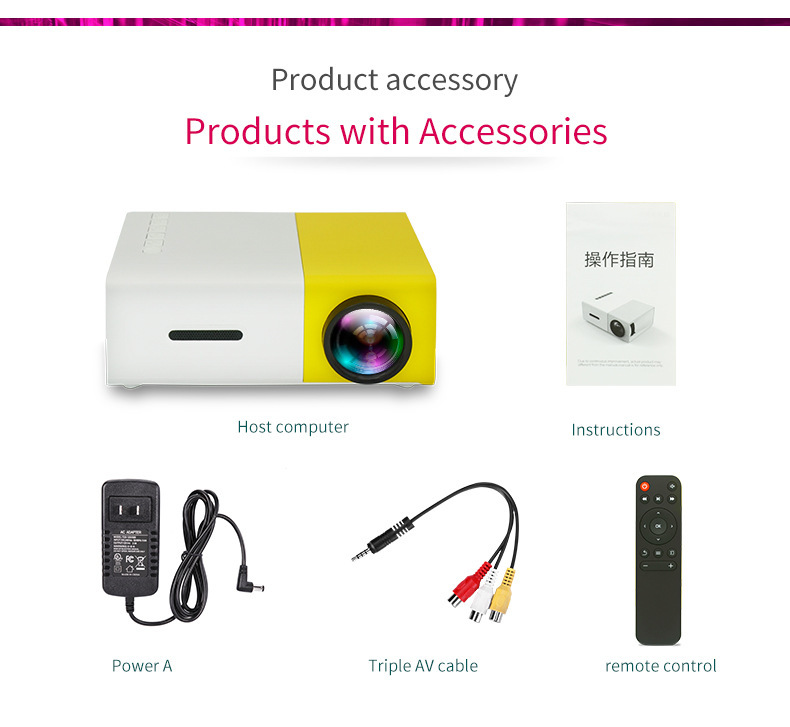 Product accessory
Products with Accessories
操作指南
Host computer
Instructions
AC ADAPTER
Power A
Triple AV cable
remote control
OK